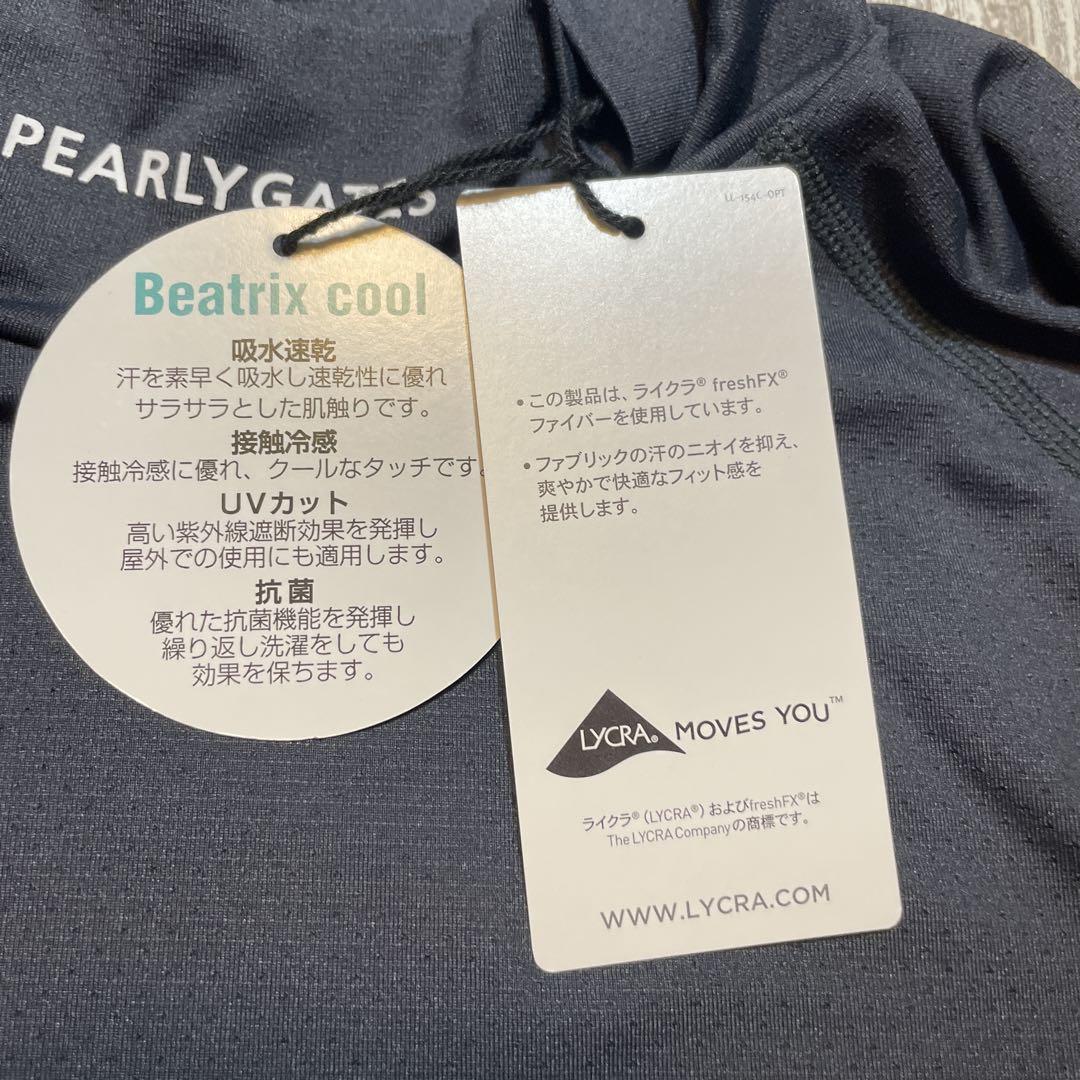 PEARLY GATES
Beatrix cool
吸水速乾
汗を素早く吸水し速乾性に優れ
サラサラとした肌触りです。
接触冷感
接触冷感に優れ、クールなタッチです。
UVカット
高い紫外線遮断効果を発揮し
屋外での使用にも適用します。
抗菌
優れた抗菌機能を発揮し
繰り返し洗濯をしても
効果を保ちます。
LL-154C-OPT
・この製品は、ライクラ® freshFX®
ファイバーを使用しています。
・ファブリックの汗のニオイを抑え、
爽やかで快適なフィット感を
提供します。
LYCRA® MOVES YOU™
ライクラ® (LYCRA®) およびfreshFX®は
The LYCRA Companyの商標です。
WWW.LYCRA.COM